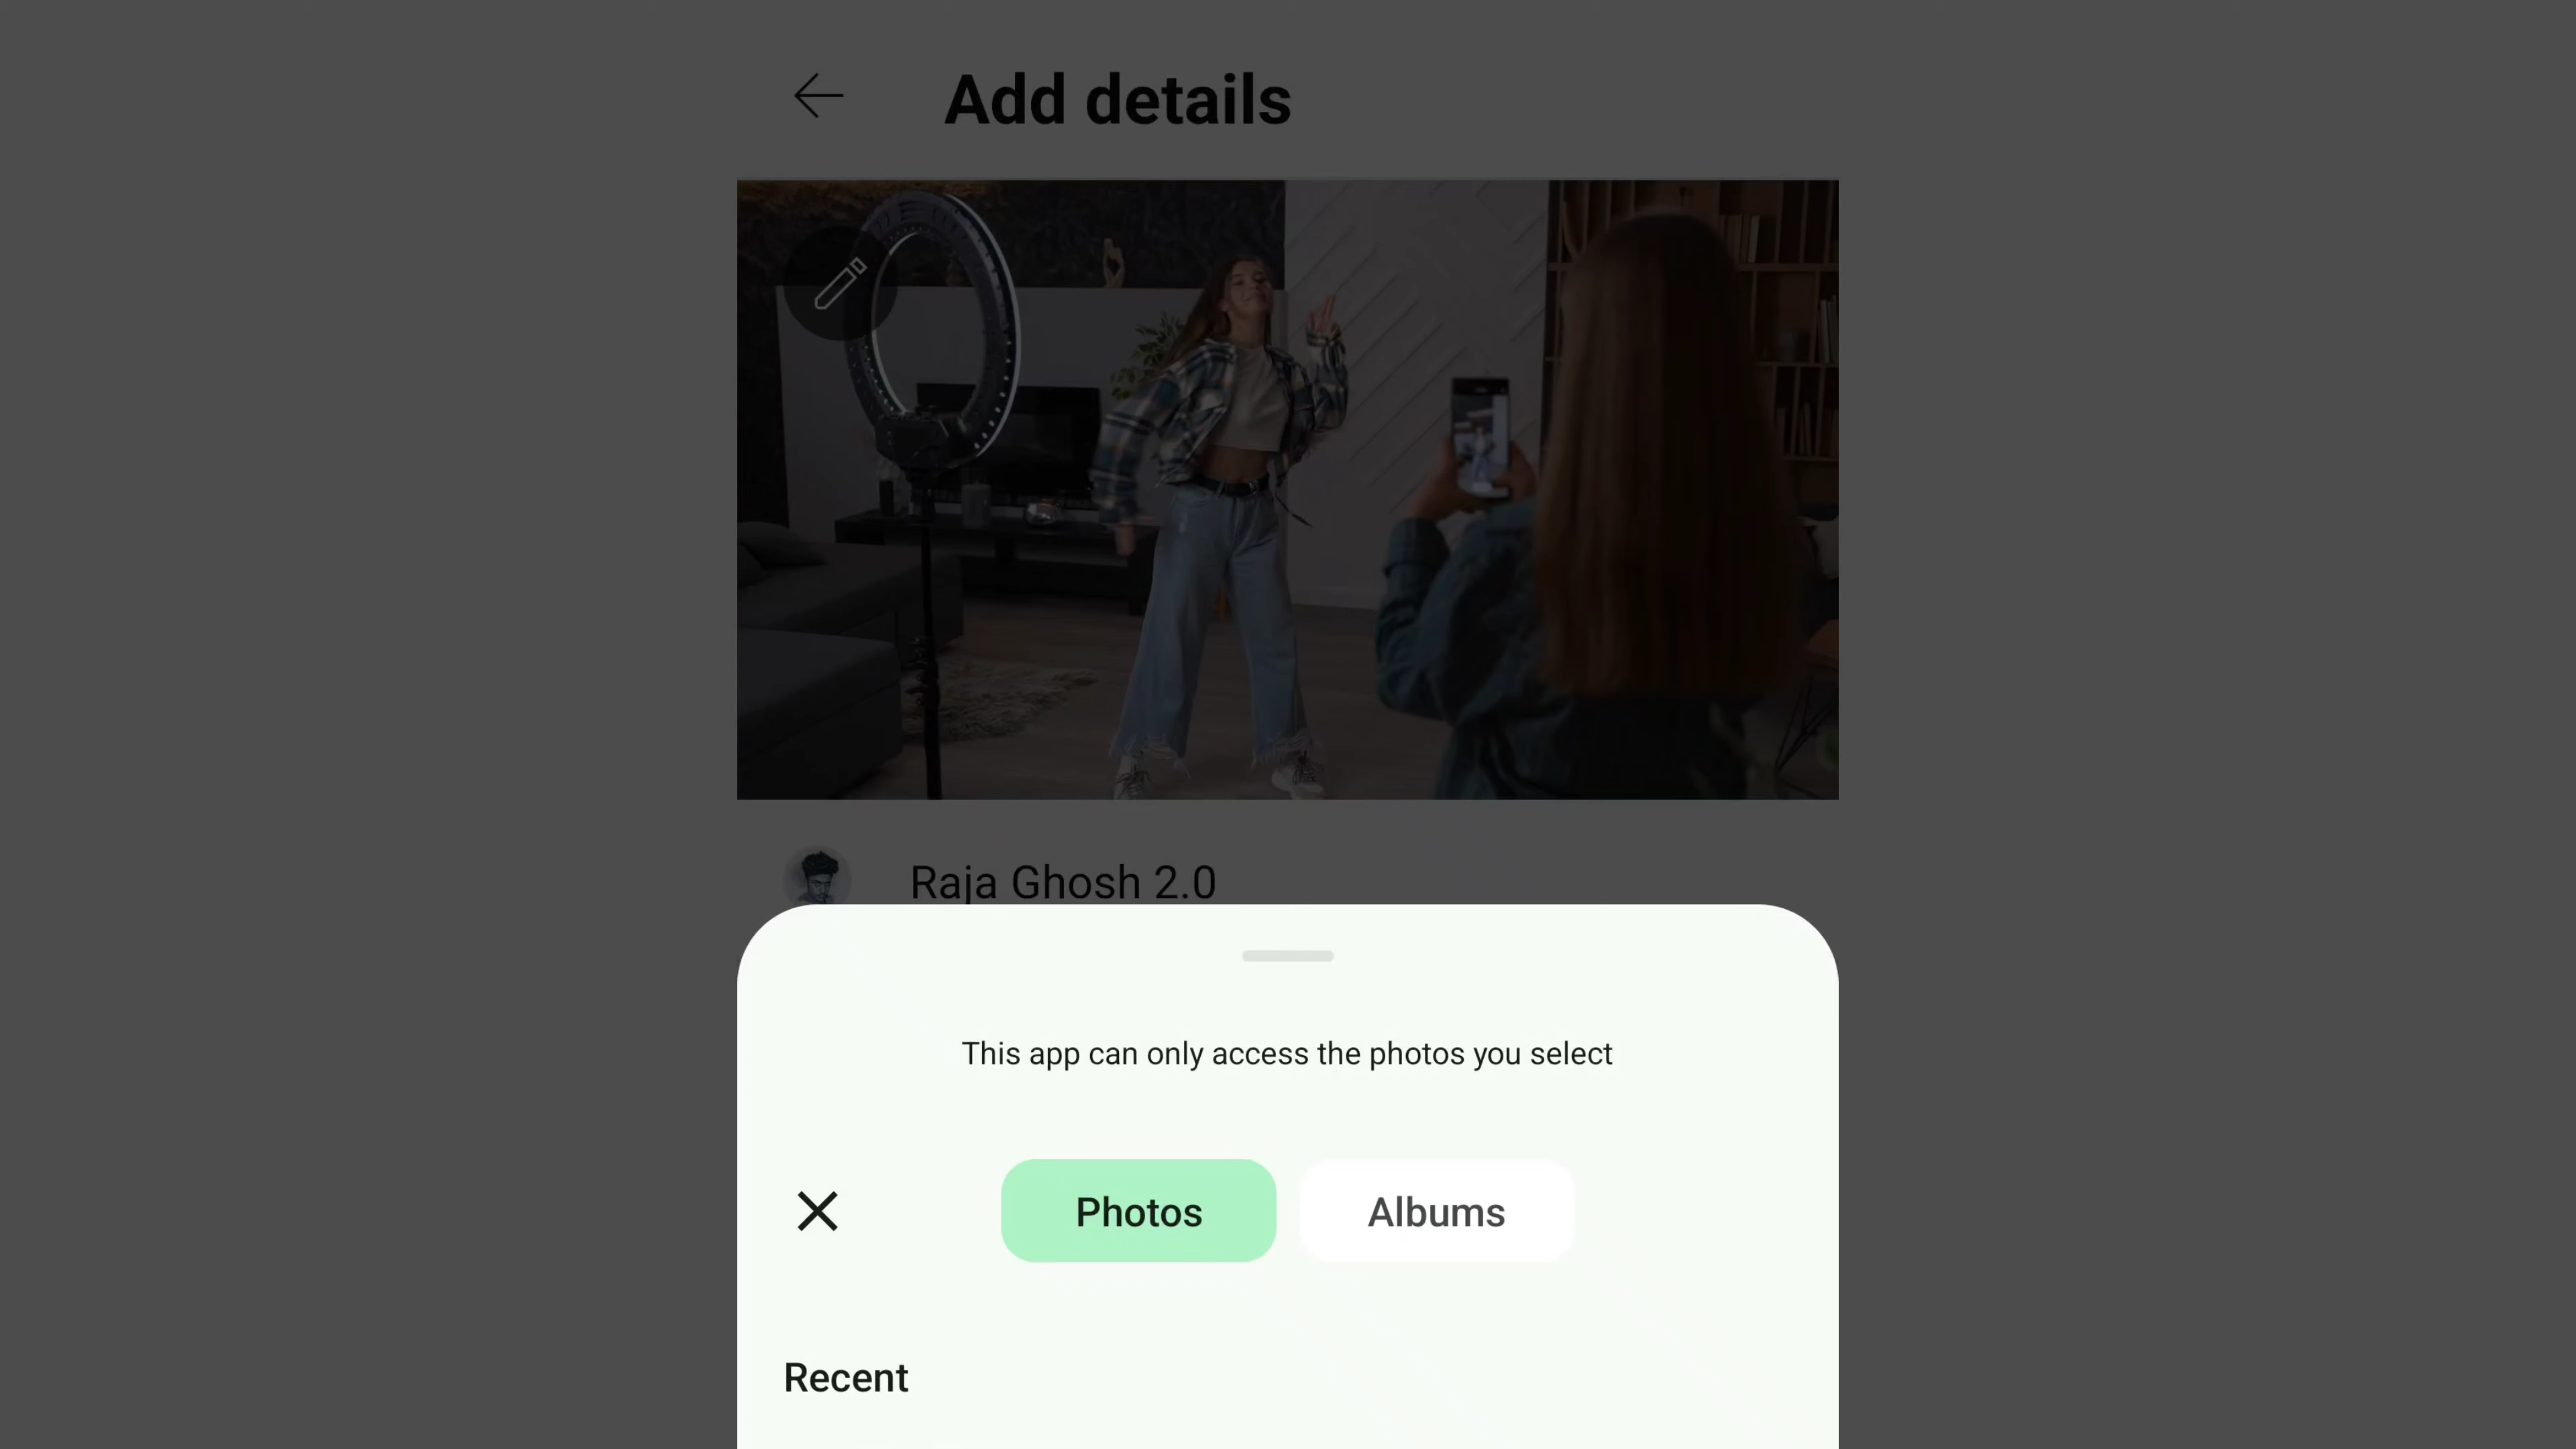 Add details
Raja Ghosh 2.0
This app can only access the photos you select
Photos
Albums
Recent